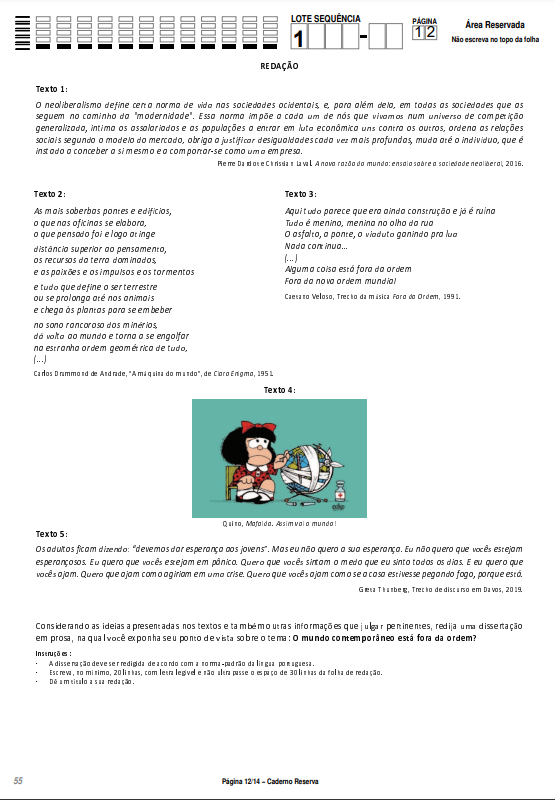 LOTE SEQUÊNCIA
1
-
PÁGINA
12
Área Reservada
Não escreva no topo da folha
REDAÇÃO
Texto 1:
O neoliberalismo define certa norma de vida nas sociedades ocidentais, e, para além dela, em todas as sociedades que as
seguem no caminho da "modernidade". Essa norma impõe a cada um de nós que vivamos num universo de competição
generalizada, intima os assalariados e as populações a entrar em luta econômica uns contra os outros, ordena as relações
sociais segundo o modelo do mercado, obriga a justificar desigualdades cada vez mais profundas, muda até o indivíduo, que é
instado a conceber a si mesmo e a comportar-se como uma empresa.
Pierre Dardot e Christian Laval. A nova razão do mundo: ensaio sobre a sociedade neoliberal, 2016.
Texto 2:
As mais soberbas pontes e edifícios,
o que nas oficinas se elabora,
o que pensado foi e logo atinge
distância superior ao pensamento,
os recursos da terra dominados,
e as paixões e os impulsos e os tormentos
e tudo que define o ser terrestre
ou se prolonga até nos animais
e chega às plantas para se embeber
no sono rancoroso dos minérios,
dá volta ao mundo e torna a se engolfar
na estranha ordem geométrica de tudo,
(...)
Carlos Drummond de Andrade, "A máquina do mundo", de Claro Enigma, 1951.
Texto 3:
Aqui tudo parece que era ainda construção e já é ruína
Tudo é menino, menina no olho da rua
O asfalto, a ponte, o viaduto ganindo pra lua
Nada continua...
(...)
Alguma coisa está fora da ordem
Fora da nova ordem mundial
Caetano Veloso, Trecho da música Fora da Ordem, 1991.
Texto 4:
Quino, Mafalda. Assim vai o mundo!
Texto 5:
Os adultos ficam dizendo: "devemos dar esperança aos jovens". Mas eu não quero a sua esperança. Eu não quero que vocês estejam
esperançosos. Eu quero que vocês estejam em pânico. Quero que vocês sintam o medo que eu sinto todos os dias. E eu quero que
vocês ajam. Quero que ajam como agiriam em uma crise. Quero que vocês ajam como se a casa estivesse pegando fogo, porque está.
Greta Thunberg, Trecho de discurso em Davos, 2019.
Considerando as ideias apresentadas nos textos e também outras informações que julgar pertinentes, redija uma dissertação
em prosa, na qual você exponha seu ponto de vista sobre o tema: O mundo contemporâneo está fora da ordem?
Instruções:
• A dissertação deve ser redigida de acordo com a norma-padrão da língua portuguesa.
• Escreva, no mínimo, 20 linhas, com letra legível e não ultrapasse o espaço de 30 linhas da folha de redação.
• Dê um título a sua redação.
55
Página 12/14 – Caderno Reserva